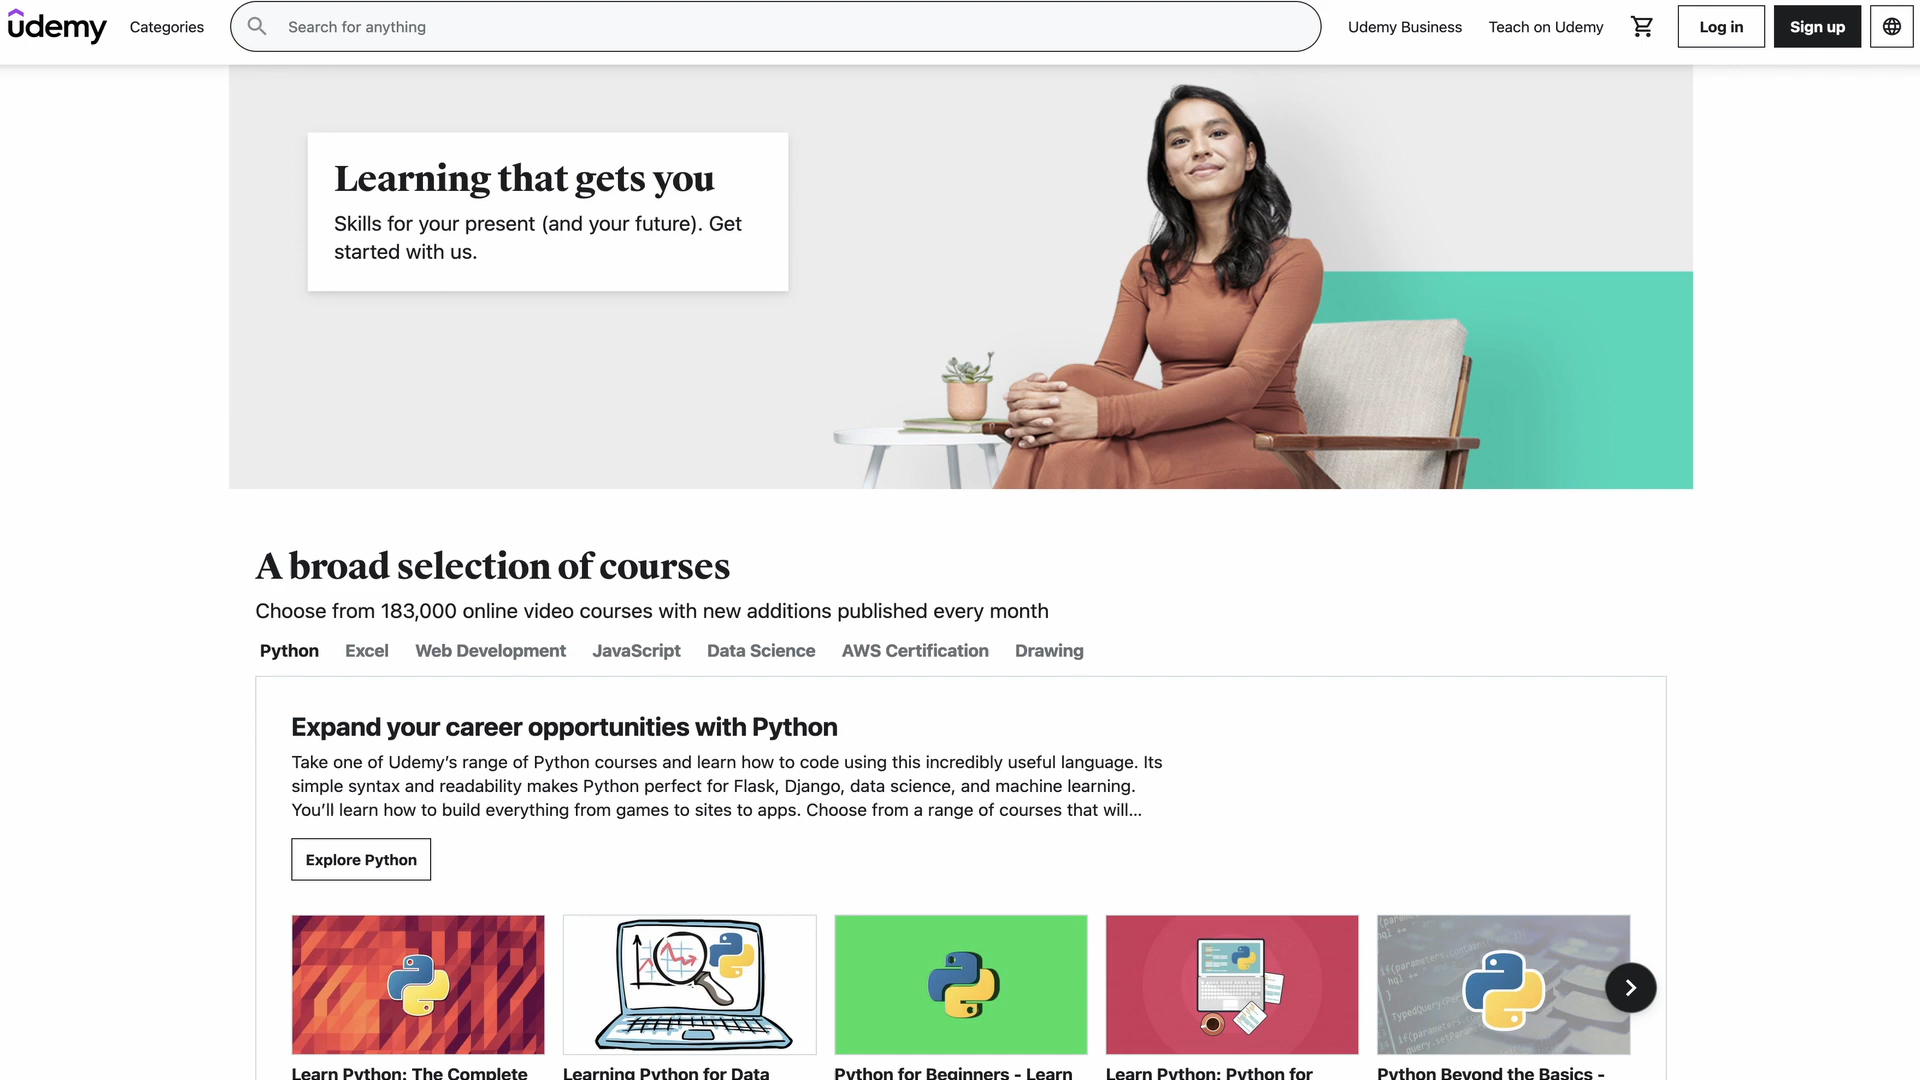 udemy
Categories
Search for anything
Udemy Business
Teach on Udemy
Log in
Sign up
Learning that gets you
Skills for your present (and your future). Get
started with us.
A broad selection of courses
Choose from 183,000 online video courses with new additions published every month
Python Excel Web Development JavaScript Data Science AWS Certification Drawing
Expand your career opportunities with Python
Take one of Udemy’s range of Python courses and learn how to code using this incredibly useful language. Its
simple syntax and readability makes Python perfect for Flask, Django, data science, and machine learning.
You’ll learn how to build everything from games to sites to apps. Choose from a range of courses that will...
Explore Python
Learn Python: The Complete
Learning Python for Data
Python for Beginners - Learn
Learn Python: Python for
Python Beyond the Basics -